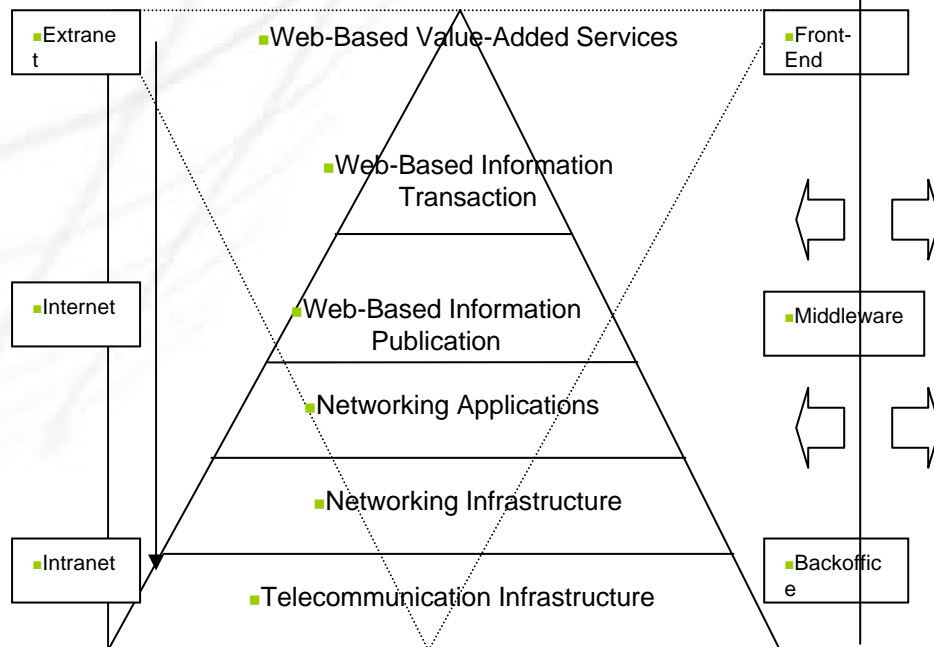 Extrane
t
Web-Based Value-Added Services
Front-
End
Web-Based Information
Transaction
Internet
Web-Based Information
Publication
Middleware
Networking Applications
Networking Infrastructure
Intranet
Backoffic
e
Telecommunication Infrastructure